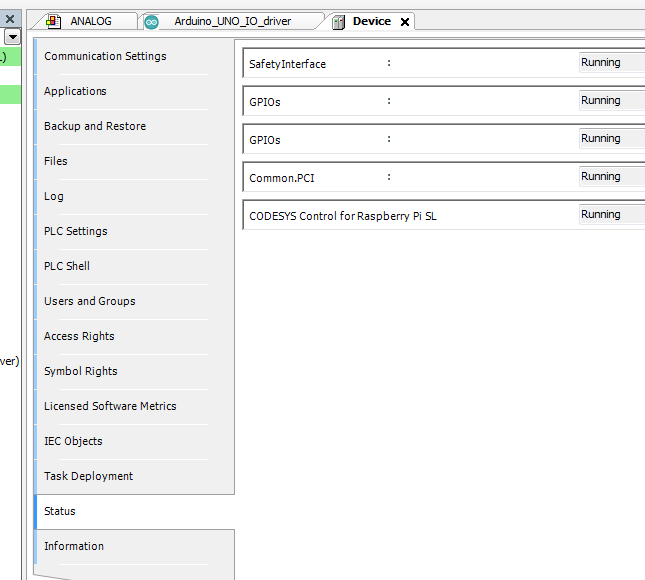 ANALOG
Arduino_UNO_IO_driver
Device
Communication Settings
Applications
Backup and Restore
Files
Log
PLC Settings
PLC Shell
Users and Groups
Access Rights
Symbol Rights
Licensed Software Metrics
IEC Objects
Task Deployment
Status
Information
SafetyInterface : Running
GPIOs : Running
GPIOs : Running
Common.PCI : Running
CODESYS Control for Raspberry Pi SL Running
ver)